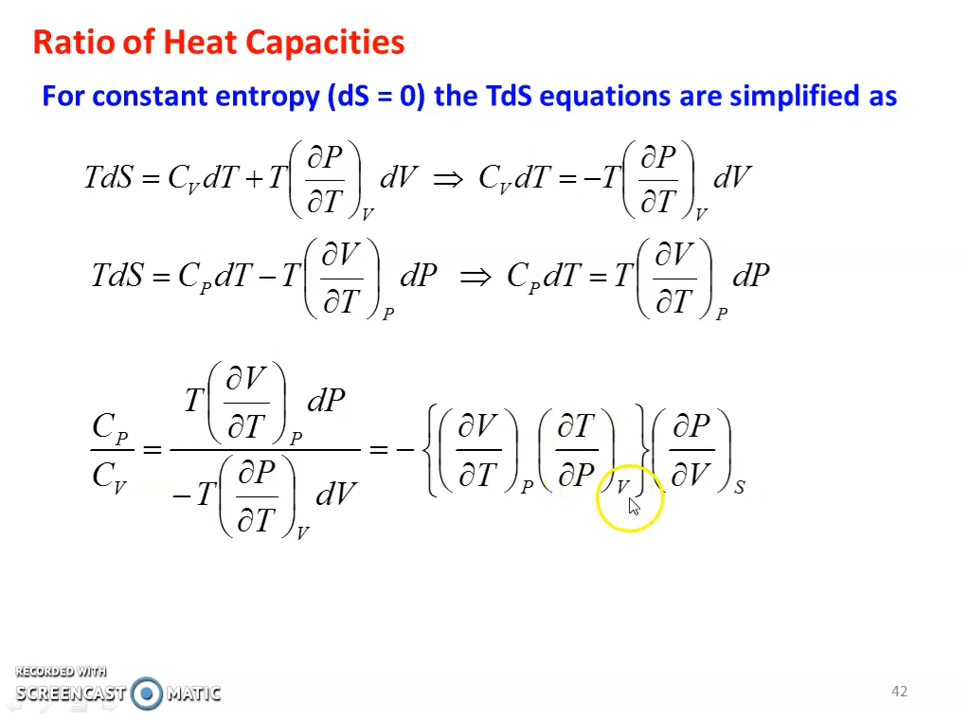 Ratio of Heat Capacities
For constant entropy (dS = 0) the TdS equations are simplified as
TdS = C_V dT + T(∂P/∂T)_V dV ⇒ C_V dT = −T(∂P/∂T)_V dV
TdS = C_P dT − T(∂V/∂T)_P dP ⇒ C_P dT = T(∂V/∂T)_P dP
C_P/C_V = T(∂V/∂T)_P dP / −T(∂P/∂T)_V dV = −{(∂V/∂T)_P (∂T/∂P)_V}(∂P/∂V)_S
RECORDED WITH
SCREENCAST MATIC
42